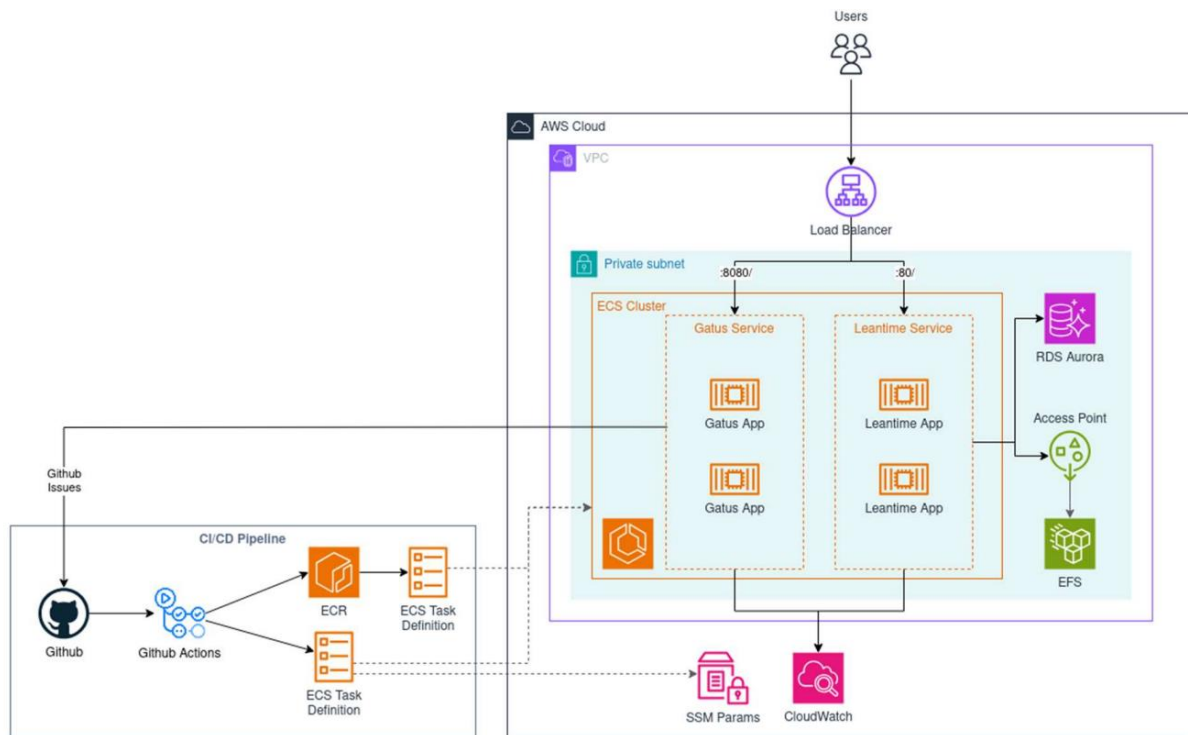 Users
AWS Cloud
VPC
Load Balancer
Private subnet
:8080/
:80/
ECS Cluster
Gatus Service
Leantime Service
RDS Aurora
Gatus App
Leantime App
Access Point
Github
Issues
Gatus App
Leantime App
CI/CD Pipeline
EFS
ECR
ECS Task
Definition
Github
Github Actions
ECS Task
Definition
SSM Params
CloudWatch